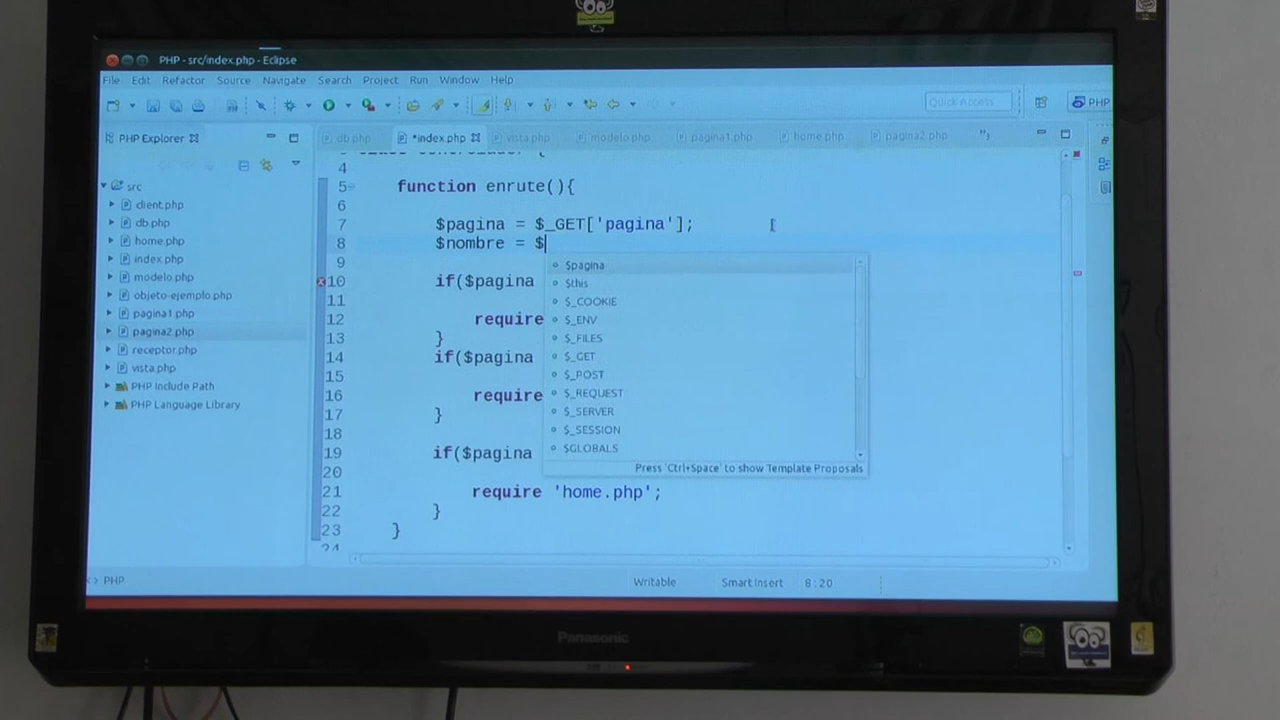 PHP - src/index.php - Eclipse
File Edit Refactor Source Navigate Search Project Run Window Help
Quick Access
PHP
PHP Explorer
db.php
*index.php
vista.php
modelo.php
pagina1.php
home.php
pagina2.php
src
client.php
db.php
home.php
index.php
modelo.php
objeto-ejemplo.php
pagina1.php
pagina2.php
receptor.php
vista.php
PHP Include Path
PHP Language Library
4
5 function enrute(){
6
7 $pagina = $_GET['pagina'];
8 $nombre = $
9
10 if($pagina
11
12 require
13 }
14 if($pagina
15
16 require
17 }
18
19 if($pagina
20
21 require 'home.php';
22 }
23 }
24
$pagina
$this
$_COOKIE
$_ENV
$_FILES
$_GET
$_POST
$_REQUEST
$_SERVER
$_SESSION
$GLOBALS
Press 'Ctrl+Space' to show Template Proposals
PHP
Writable Smart Insert 8:20
Panasonic